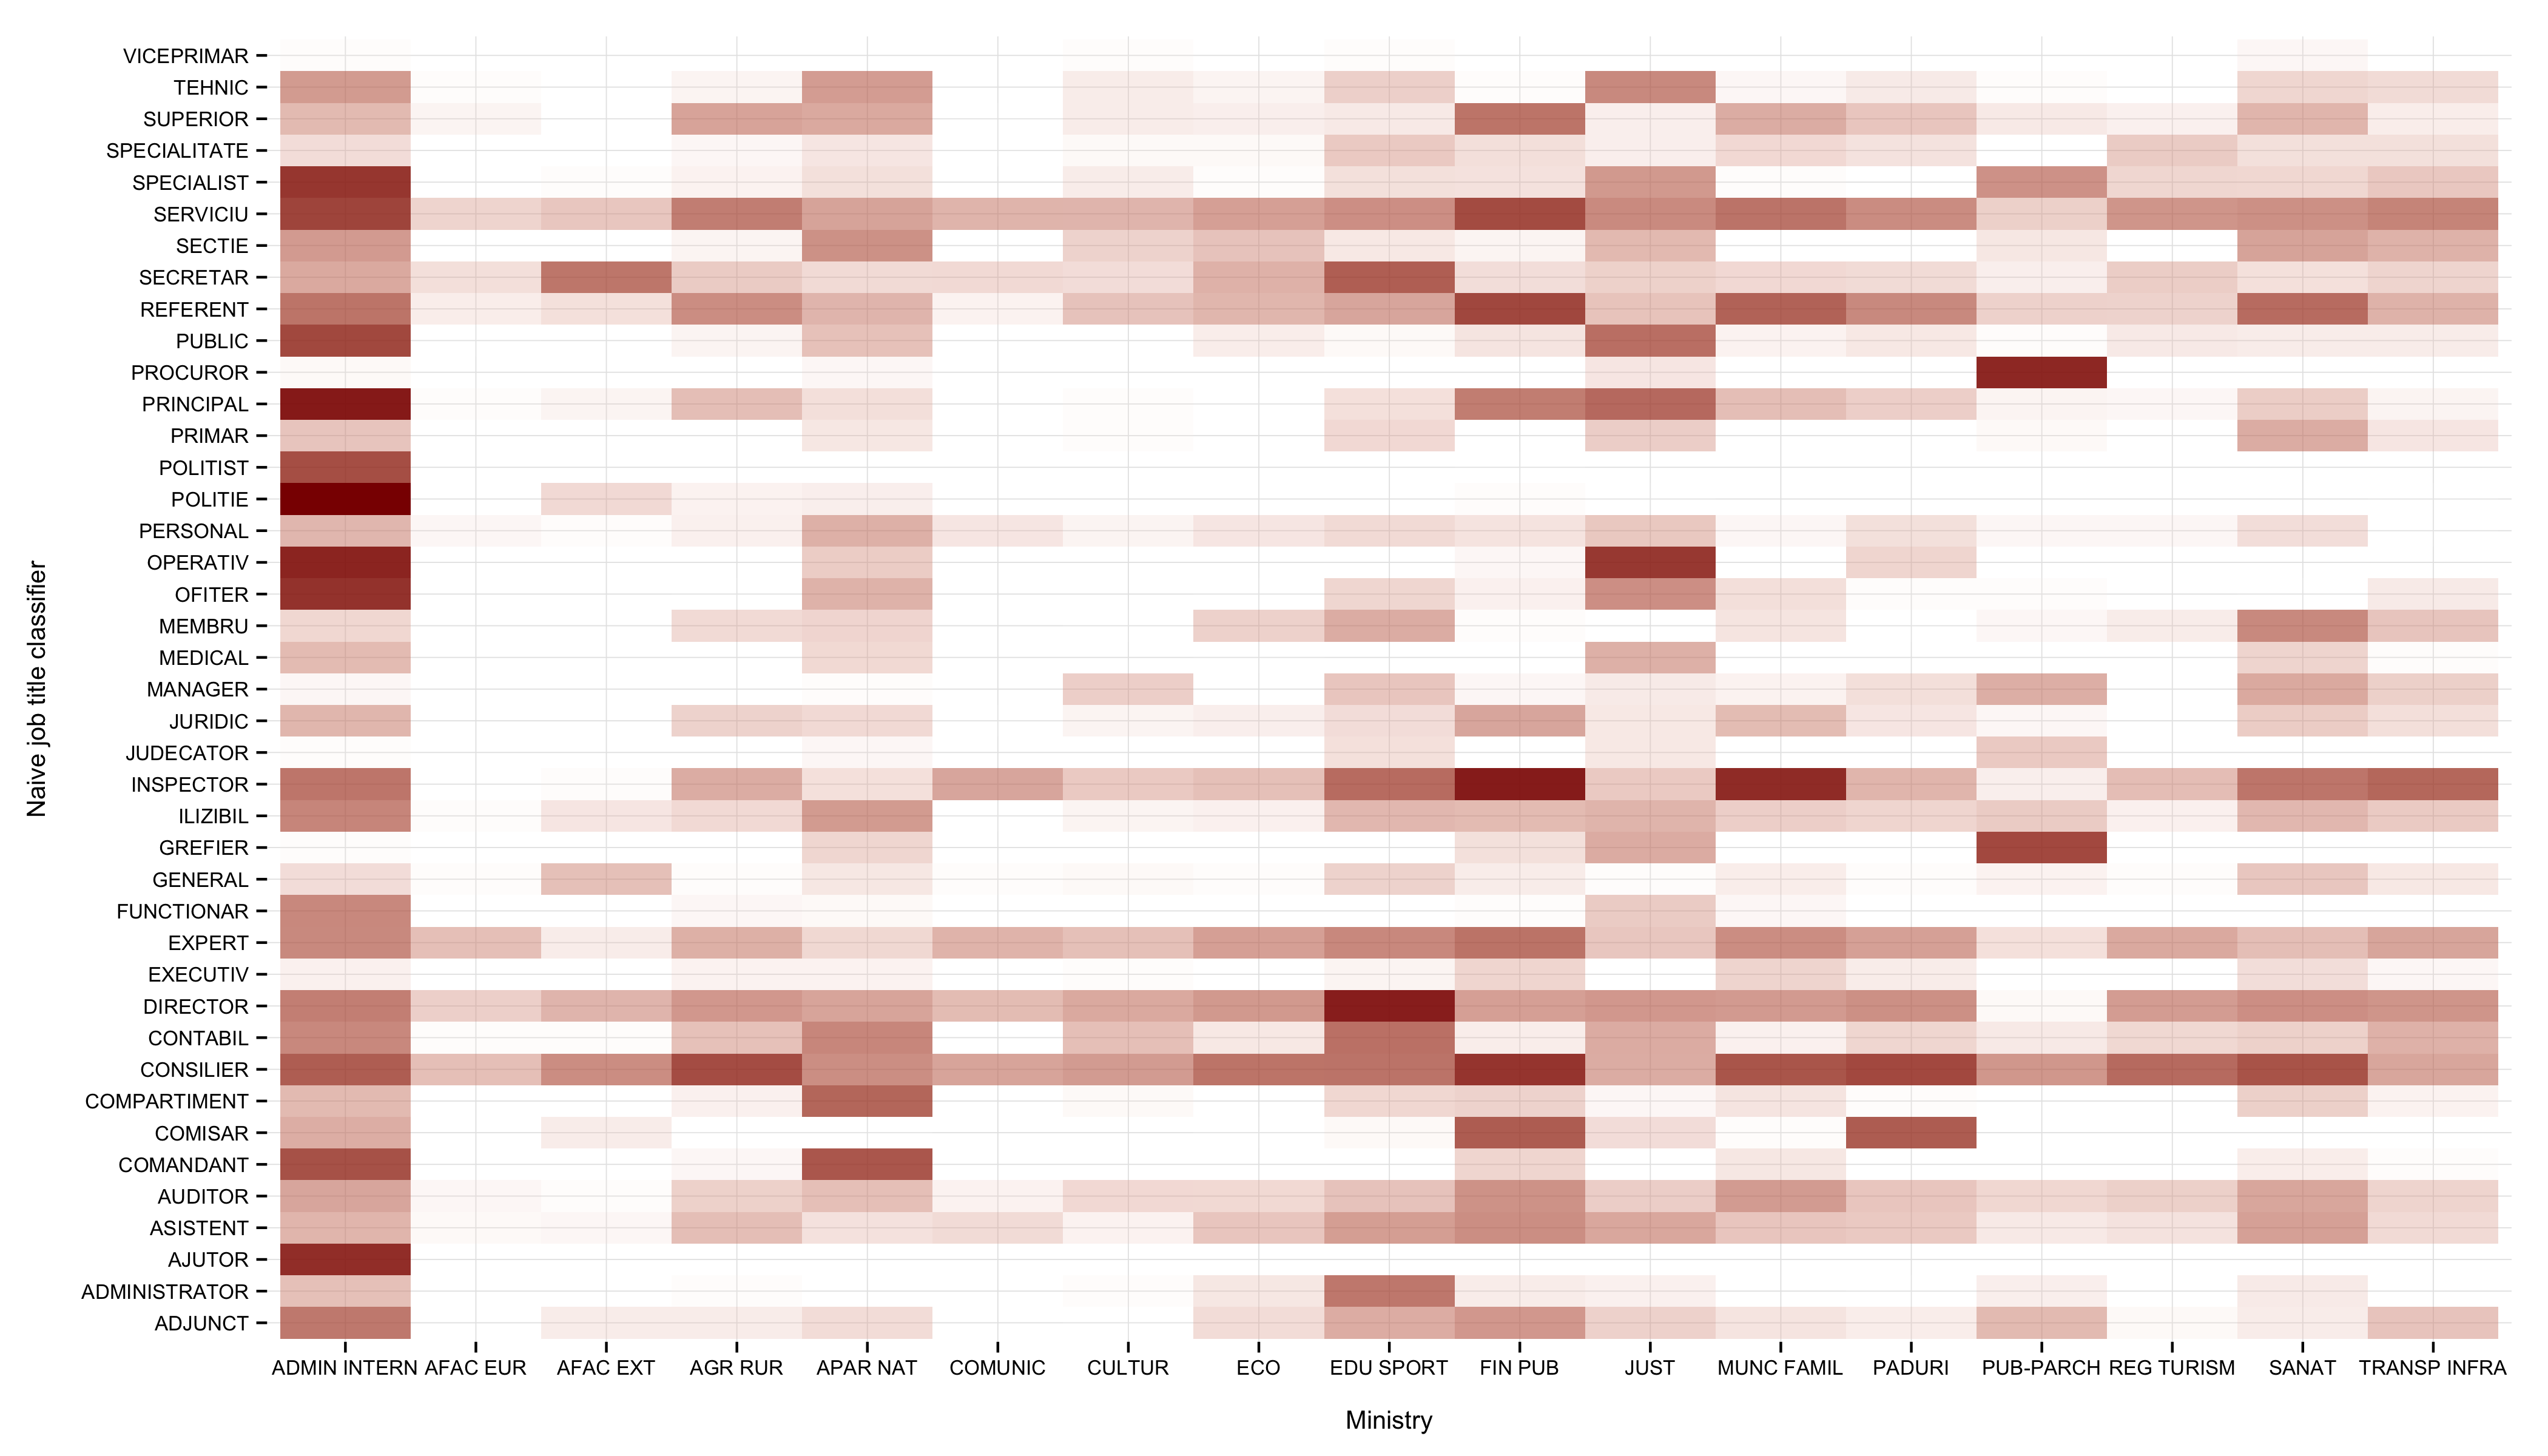 VICEPRIMAR
TEHNIC
SUPERIOR
SPECIALITATE
SPECIALIST
SERVICIU
SECTIE
SECRETAR
REFERENT
PUBLIC
PROCUROR
PRINCIPAL
PRIMAR
POLITIST
POLITIE
PERSONAL
OPERATIV
OFITER
MEMBRU
MEDICAL
MANAGER
JURIDIC
JUDECATOR
INSPECTOR
ILIZIBIL
GREFIER
GENERAL
FUNCTIONAR
EXPERT
EXECUTIV
DIRECTOR
CONTABIL
CONSILIER
COMPARTIMENT
COMISAR
COMANDANT
AUDITOR
ASISTENT
AJUTOR
ADMINISTRATOR
ADJUNCT
Naive job title classifier
ADMIN INTERN AFAC EUR AFAC EXT AGR RUR APAR NAT COMUNIC CULTUR ECO EDU SPORT FIN PUB JUST MUNC FAMIL PADURI PUB-PARCH REG TURISM SANAT TRANSP INFRA
Ministry